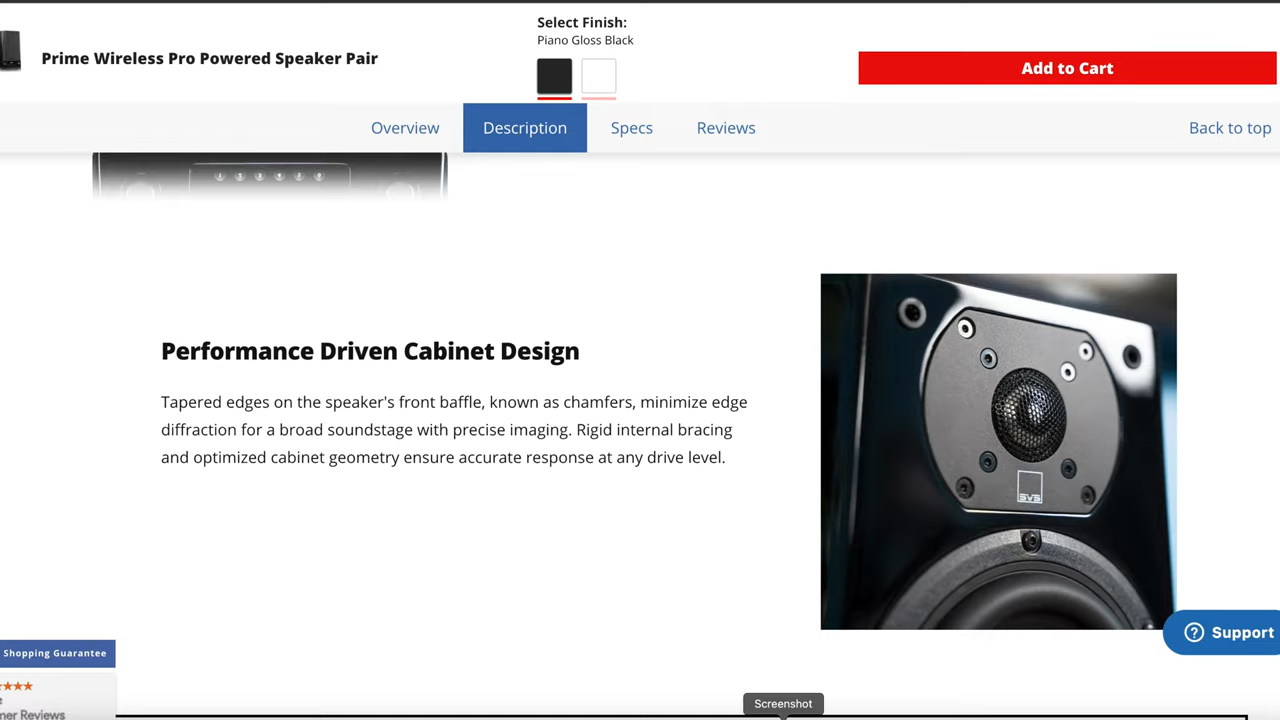 Select Finish:
Piano Gloss Black
Prime Wireless Pro Powered Speaker Pair
Add to Cart
Overview
Description
Specs
Reviews
Back to top
Performance Driven Cabinet Design
Tapered edges on the speaker's front baffle, known as chamfers, minimize edge
diffraction for a broad soundstage with precise imaging. Rigid internal bracing
and optimized cabinet geometry ensure accurate response at any drive level.
SVS
Support
Shopping Guarantee
mer Reviews
Screenshot